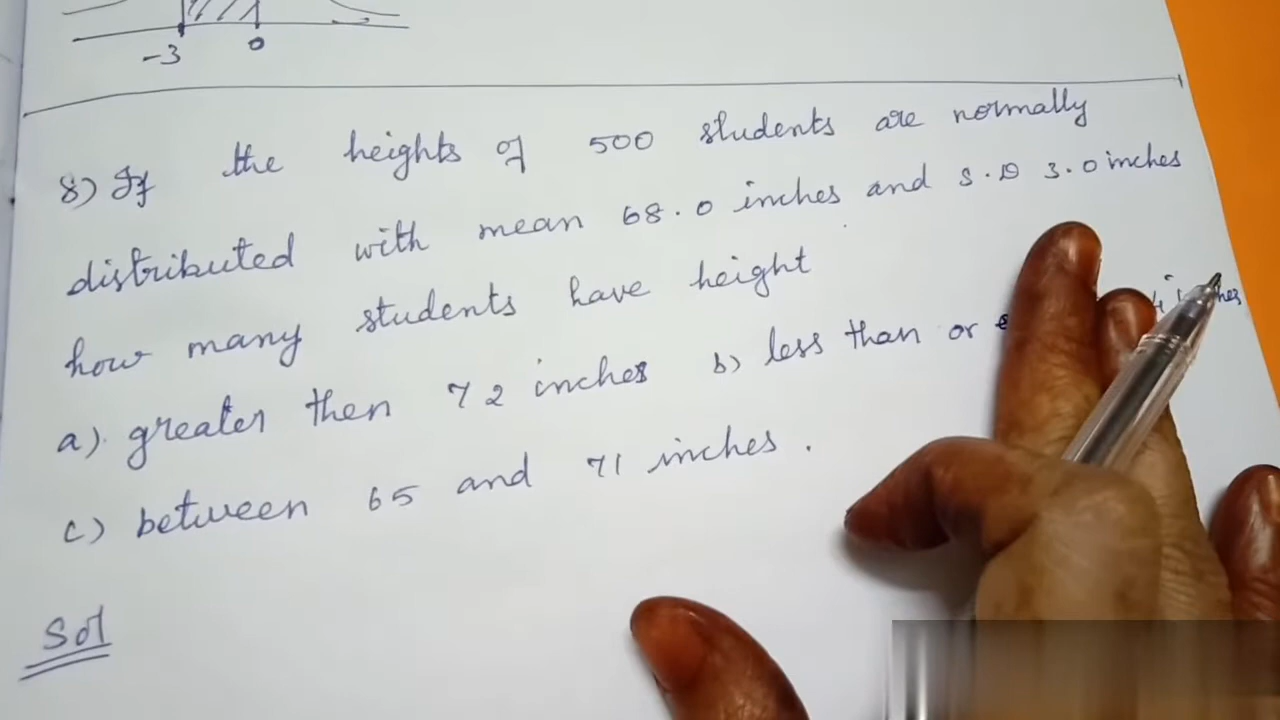 -3 0
8) If the heights of 500 students are normally
distributed with mean 68.0 inches and S.D 3.0 inches
how many students have height
a) greater then 72 inches b) less than or
c) between 65 and 71 inches.
Sol